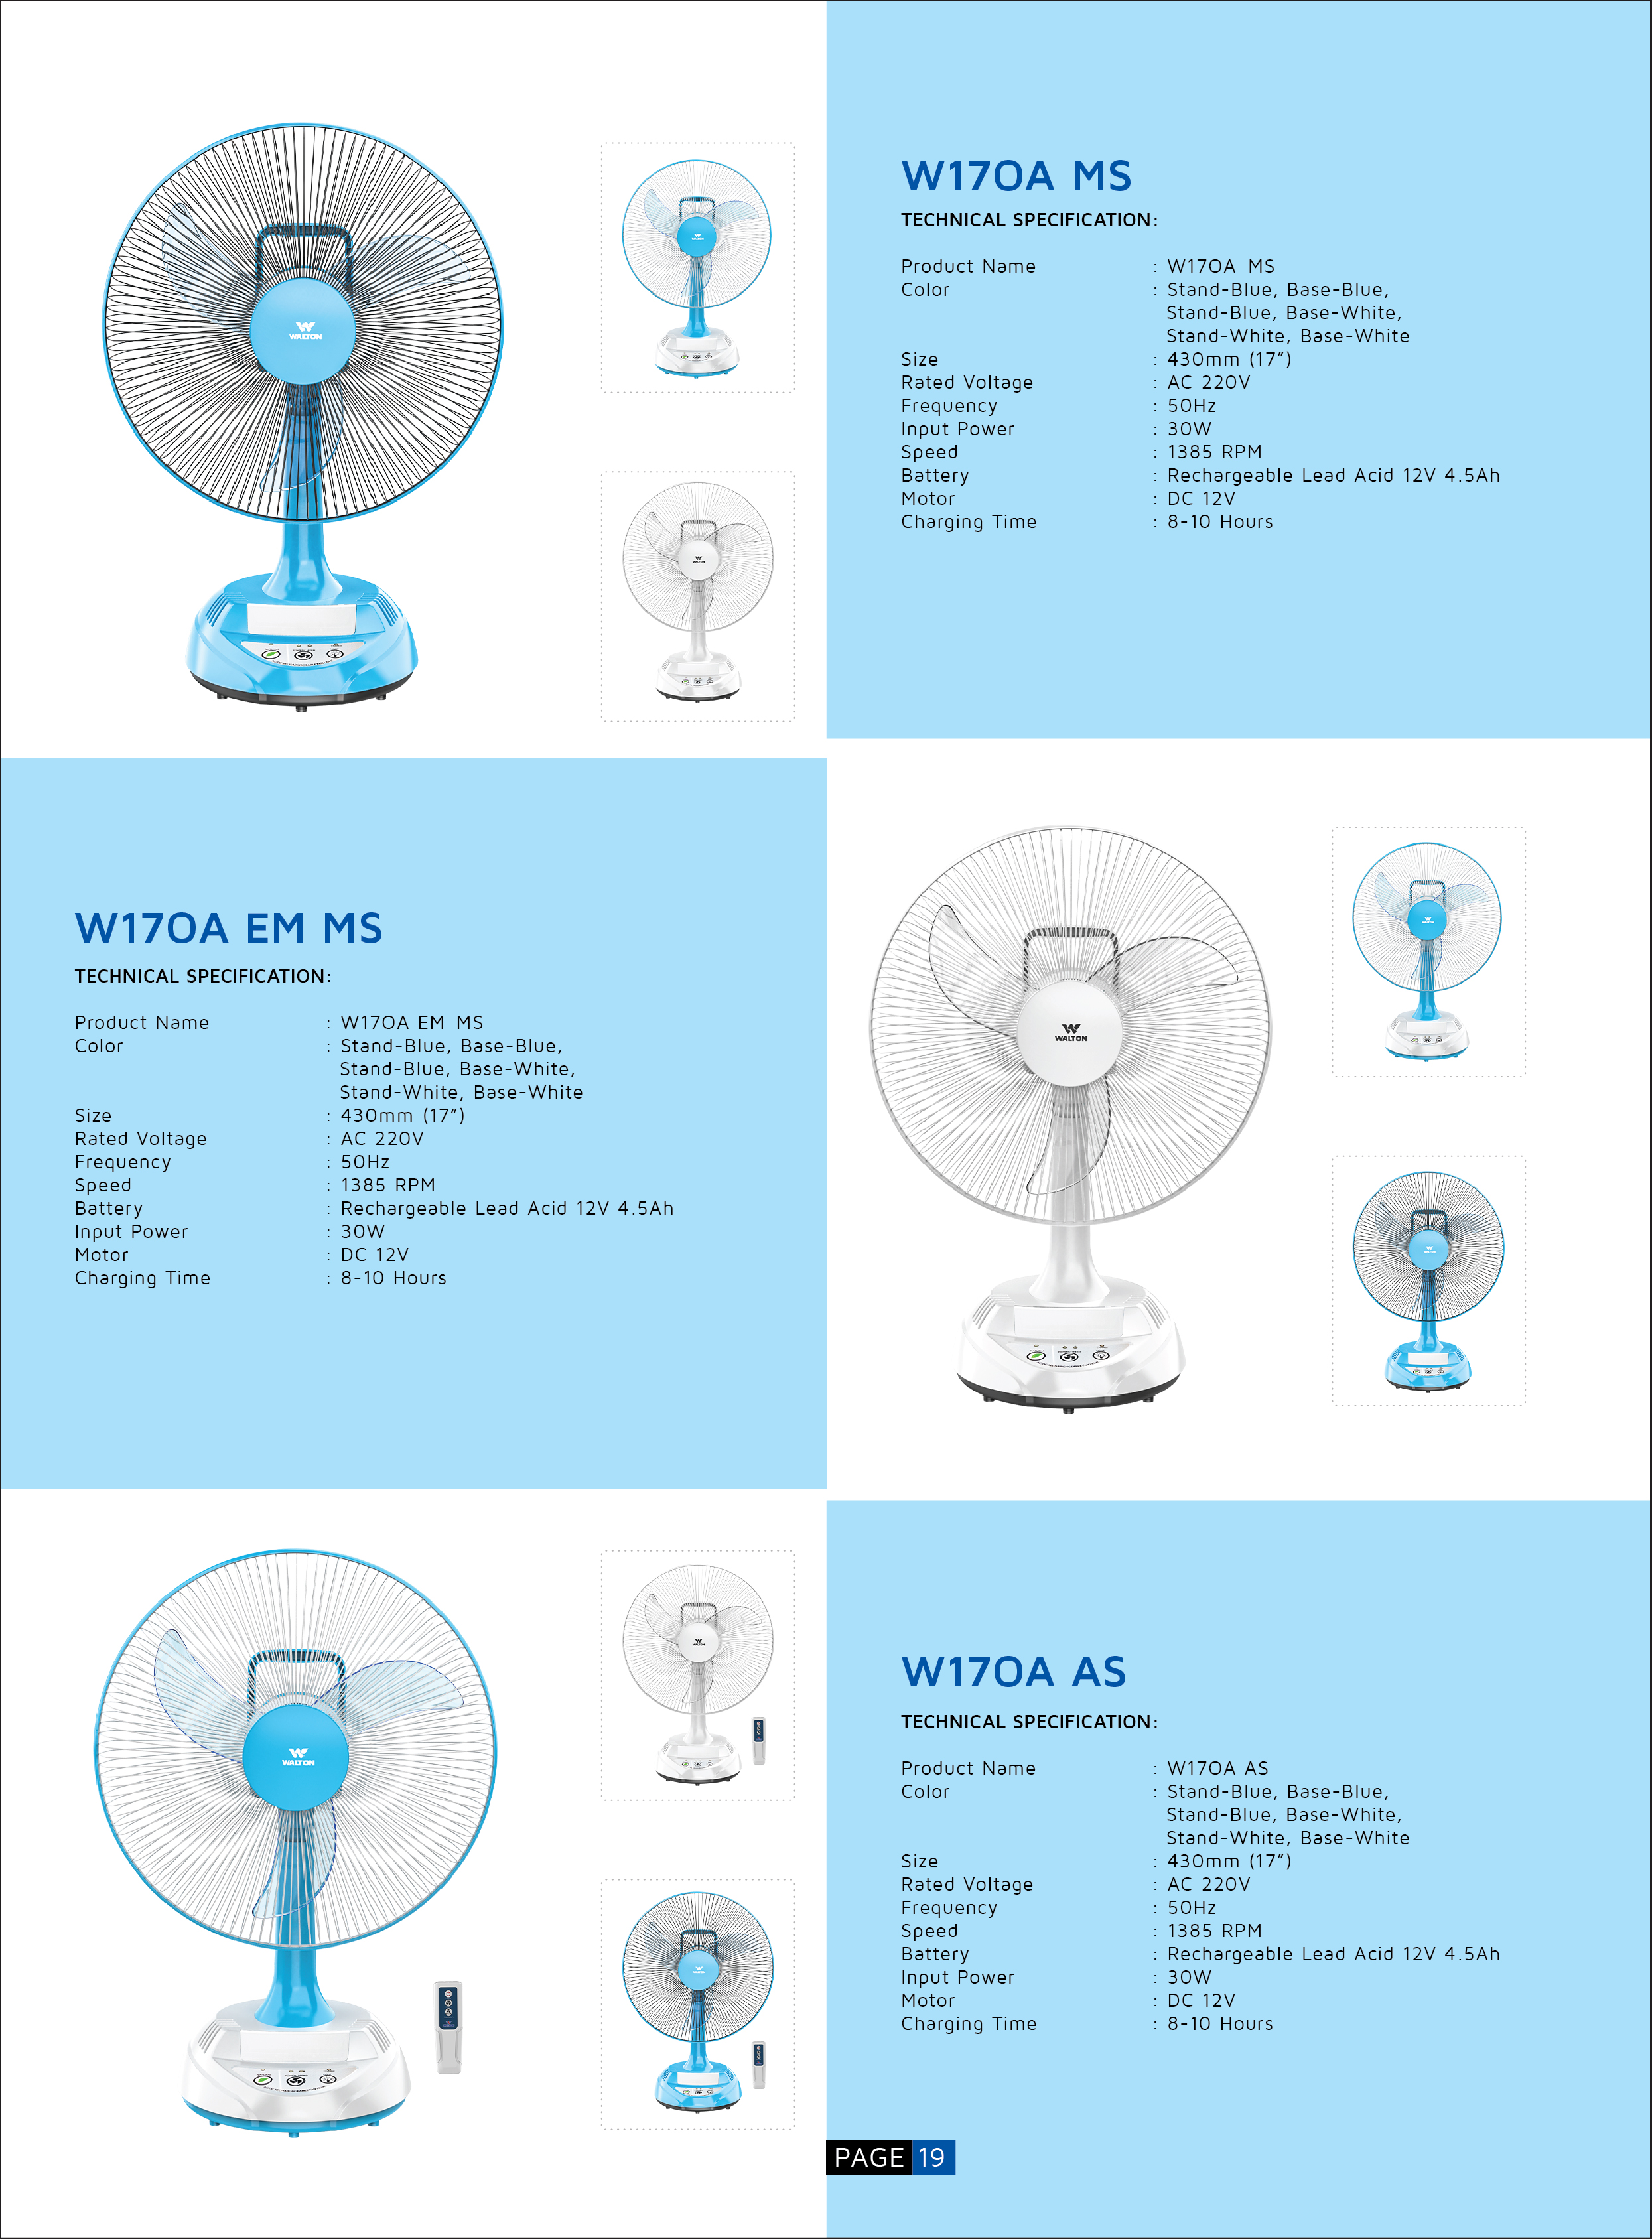 WALTON
WALTON
WALTON
W17OA MS
TECHNICAL SPECIFICATION:
Product Name : W17OA MS
Color : Stand-Blue, Base-Blue,
Stand-Blue, Base-White,
Stand-White, Base-White
Size : 430mm (17”)
Rated Voltage : AC 220V
Frequency : 50Hz
Input Power : 30W
Speed : 1385 RPM
Battery : Rechargeable Lead Acid 12V 4.5Ah
Motor : DC 12V
Charging Time : 8-10 Hours
W17OA EM MS
TECHNICAL SPECIFICATION:
Product Name : W17OA EM MS
Color : Stand-Blue, Base-Blue,
Stand-Blue, Base-White,
Stand-White, Base-White
Size : 430mm (17”)
Rated Voltage : AC 220V
Frequency : 50Hz
Speed : 1385 RPM
Battery : Rechargeable Lead Acid 12V 4.5Ah
Input Power : 30W
Motor : DC 12V
Charging Time : 8-10 Hours
WALTON
WALTON
WALTON
WALTON
WALTON
WALTON
W17OA AS
TECHNICAL SPECIFICATION:
Product Name : W17OA AS
Color : Stand-Blue, Base-Blue,
Stand-Blue, Base-White,
Stand-White, Base-White
Size : 430mm (17”)
Rated Voltage : AC 220V
Frequency : 50Hz
Speed : 1385 RPM
Battery : Rechargeable Lead Acid 12V 4.5Ah
Input Power : 30W
Motor : DC 12V
Charging Time : 8-10 Hours
PAGE 19